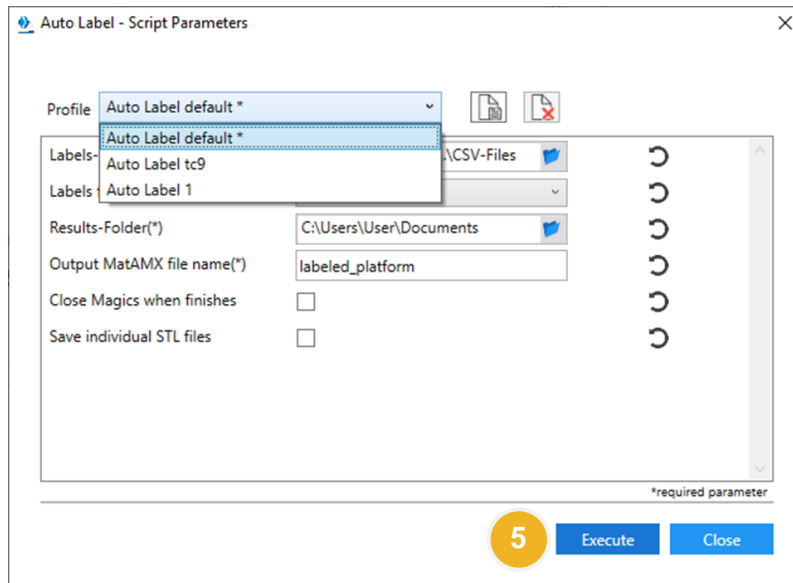 Auto Label - Script Parameters
Profile Auto Label default *
Auto Label default *
Labels- .\CSV-Files
Auto Label tc9
Labels
Auto Label 1
Results-Folder(*) C:\Users\User\Documents
Output MatAMX file name(*) labeled_platform
Close Magics when finishes
Save individual STL files
*required parameter
5 Execute Close